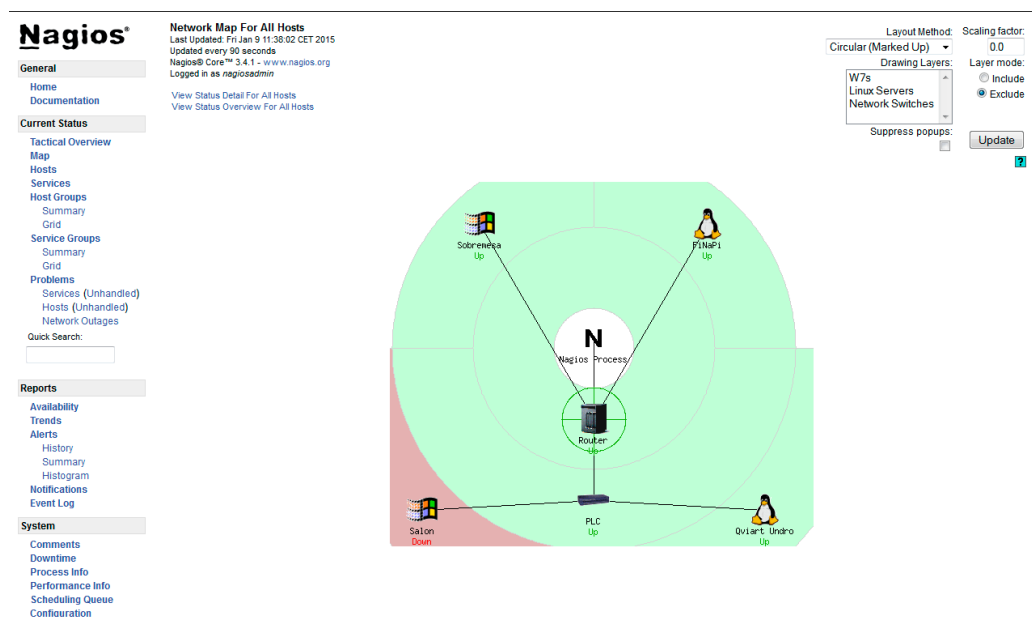 Nagios®
General
Home
Documentation
Current Status
Tactical Overview
Map
Hosts
Services
Host Groups
Summary
Grid
Service Groups
Summary
Grid
Problems
Services (Unhandled)
Hosts (Unhandled)
Network Outages
Quick Search:
Reports
Availability
Trends
Alerts
History
Summary
Histogram
Notifications
Event Log
System
Comments
Downtime
Process Info
Performance Info
Scheduling Queue
Configuration
Network Map For All Hosts
Last Updated: Fri Jan 9 11:38:02 CET 2015
Updated every 90 seconds
Nagios® Core™ 3.4.1 - www.nagios.org
Logged in as nagiosadmin
View Status Detail For All Hosts
View Status Overview For All Hosts
Layout Method:
Circular (Marked Up)
Drawing Layers:
W7s
Linux Servers
Network Switches
Suppress popups:
Scaling factor:
0.0
Layer mode:
Include
Exclude
Update
?
Sobremesa
Up
PiNaPi
Up
N
Nagios Process
Router
Up
Salon
Down
PLC
Up
Qviart Undro
Up